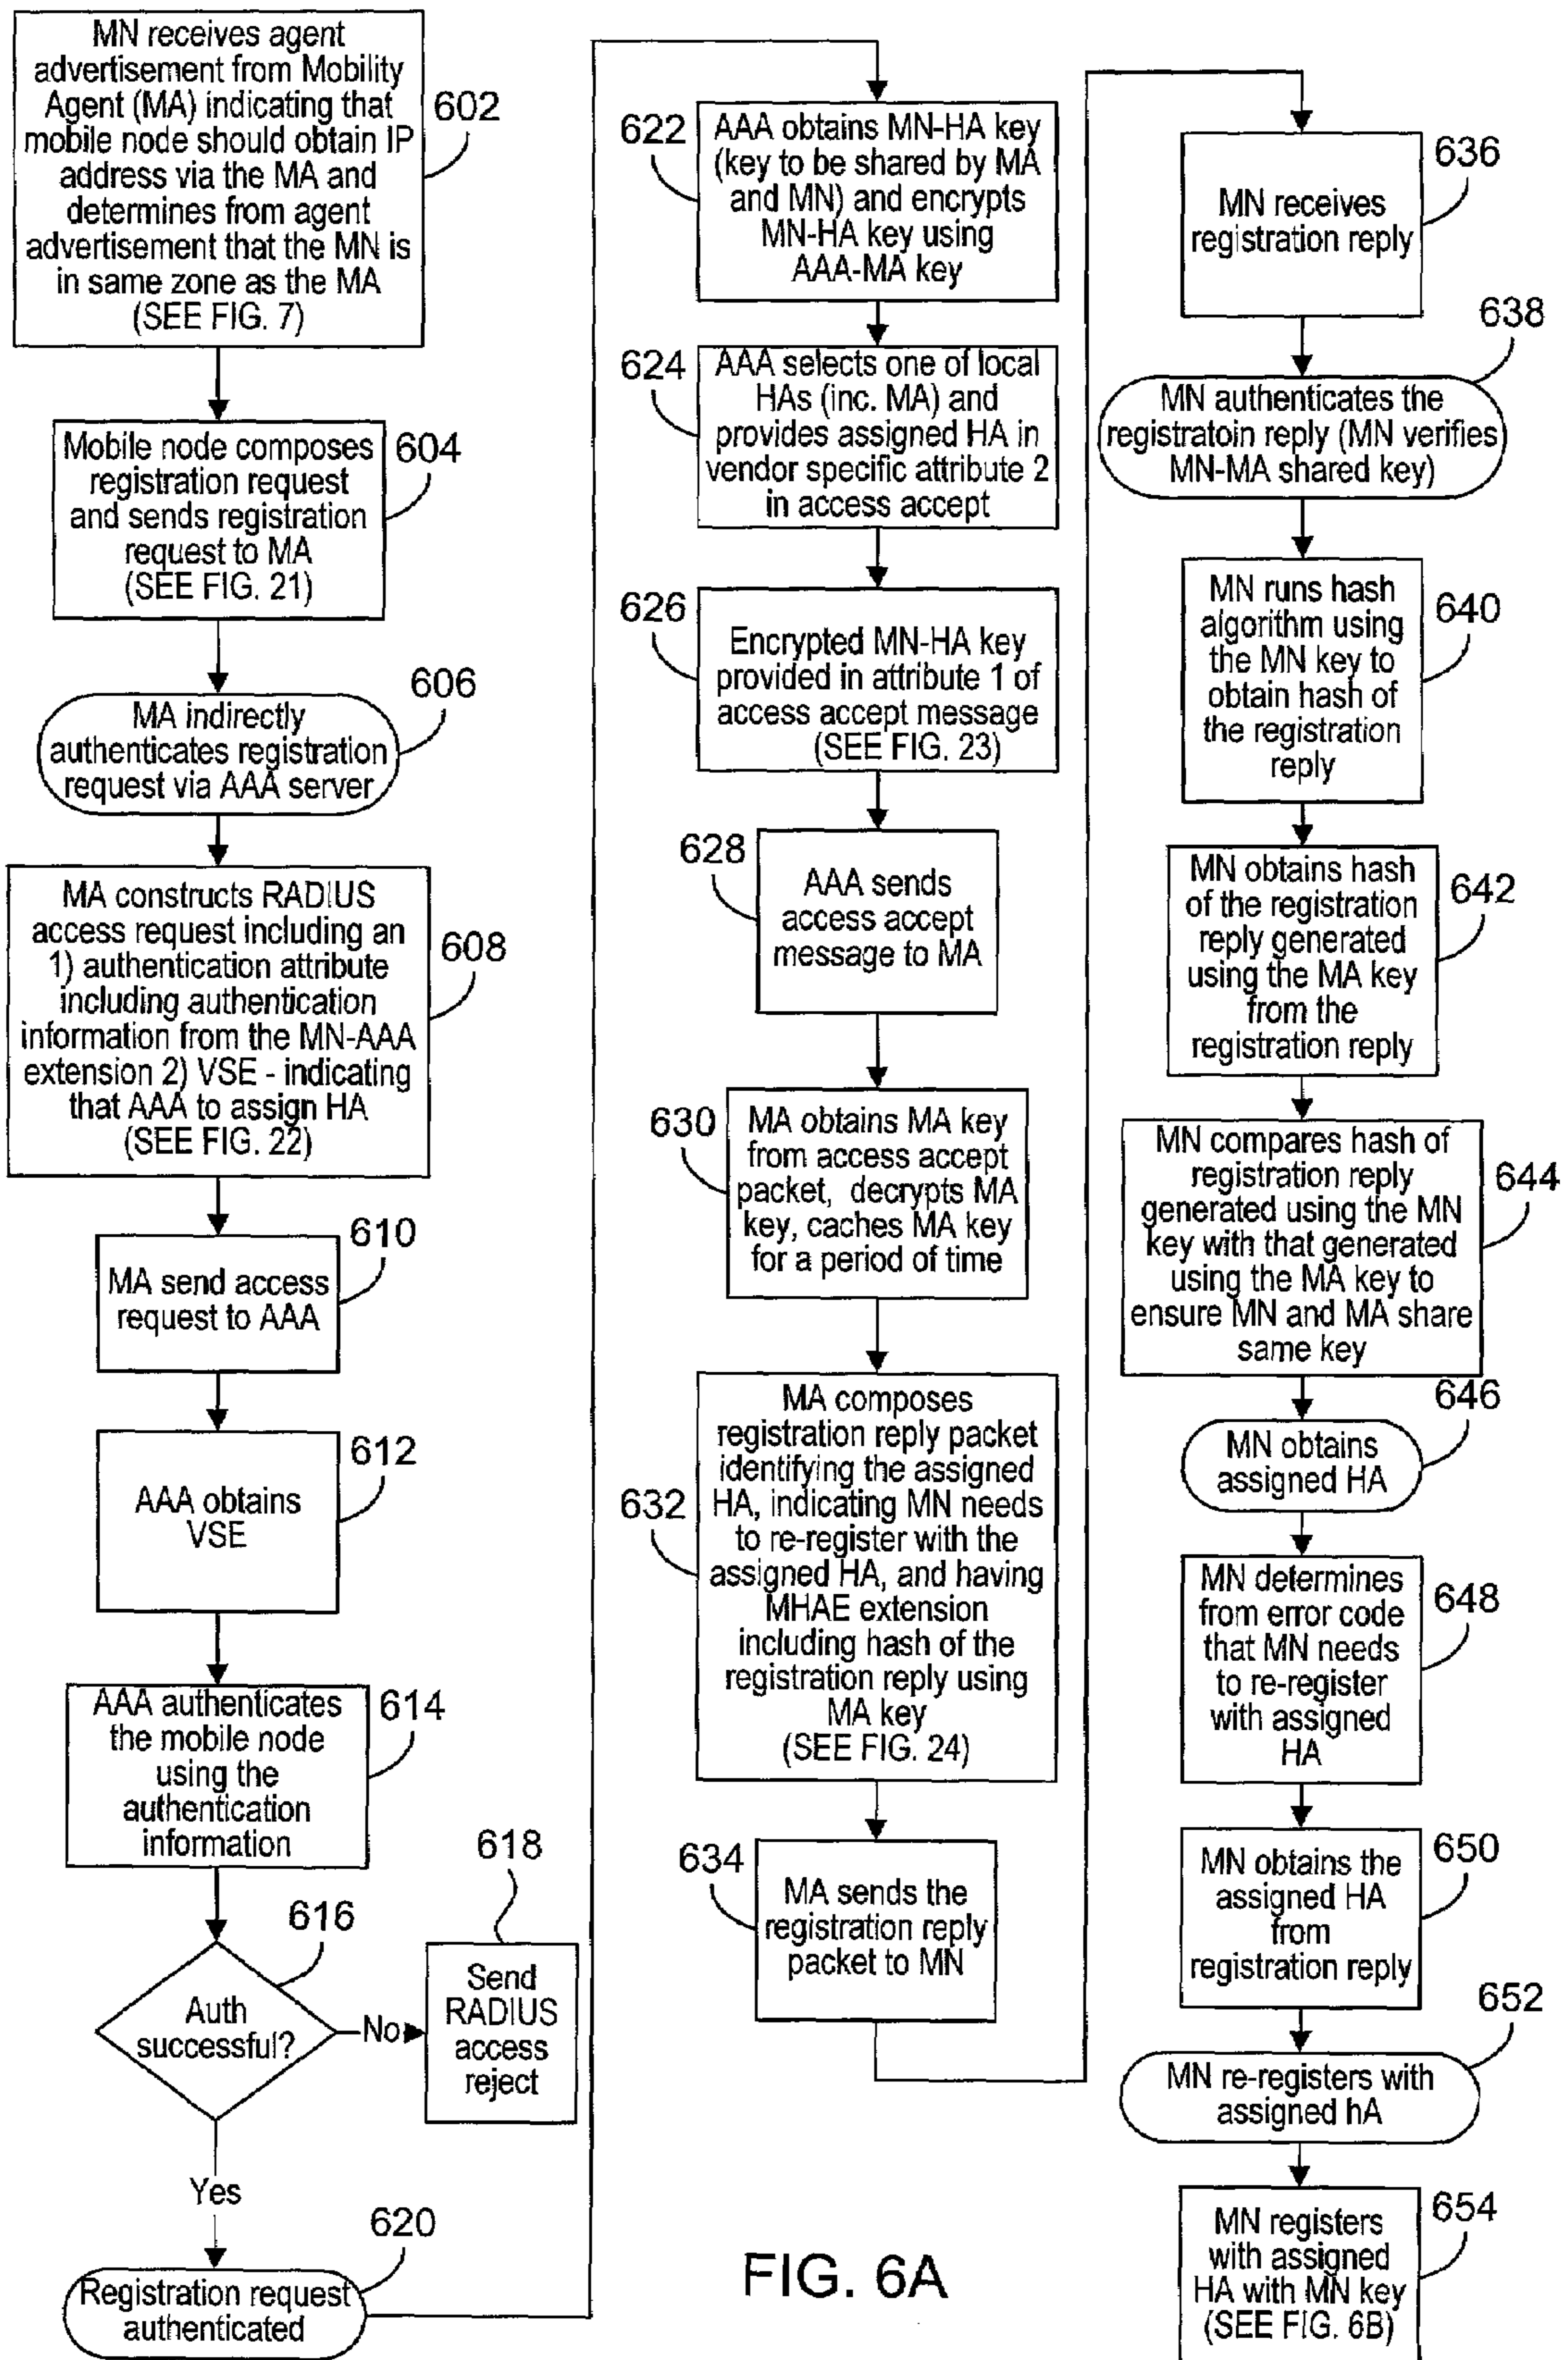 MN receives agent
advertisement from Mobility
Agent (MA) indicating that
mobile node should obtain IP
address via the MA and
determines from agent
advertisement that the MN is
in same zone as the MA
(SEE FIG. 7)
602
Mobile node composes
registration request
and sends registration
request to MA
(SEE FIG. 21)
604
606
MA indirectly
authenticates registration
request via AAA server
MA constructs RADIUS
access request including an
1) authentication attribute
including authentication
information from the MN-AAA
extension 2) VSE - indicating
that AAA to assign HA
(SEE FIG. 22)
608
610
MA send access
request to AAA
612
AAA obtains
VSE
AAA authenticates
the mobile node
using the
authentication
information
614
616
Auth
successful?
No
618
Send
RADIUS
access
reject
Yes
620
Registration request
authenticated
622
AAA obtains MN-HA key
(key to be shared by MA
and MN) and encrypts
MN-HA key using
AAA-MA key
624
AAA selects one of local
HAs (inc. MA) and
provides assigned HA in
vendor specific attribute 2
in access accept
626
Encrypted MN-HA key
provided in attribute 1 of
access accept message
(SEE FIG. 23)
628
AAA sends
access accept
message to MA
630
MA obtains MA key
from access accept
packet, decrypts MA
key, caches MA key
for a period of time
632
MA composes
registration reply packet
identifying the assigned
HA, indicating MN needs
to re-register with the
assigned HA, and having
MHAE extension
including hash of the
registration reply using
MA key
(SEE FIG. 24)
634
MA sends the
registration reply
packet to MN
636
MN receives
registration reply
638
MN authenticates the
registratoin reply (MN verifies
MN-MA shared key)
MN runs hash
algorithm using
the MN key to
obtain hash of
the registration
reply
640
MN obtains hash
of the registration
reply generated
using the MA key
from the
registration reply
642
MN compares hash of
registration reply
generated using the MN
key with that generated
using the MA key to
ensure MN and MA share
same key
644
646
MN obtains
assigned HA
MN determines
from error code
that MN needs
to re-register
with assigned
HA
648
MN obtains the
assigned HA
from
registration reply
650
652
MN re-registers with
assigned hA
MN registers
with assigned
HA with MN key
(SEE FIG. 6B)
654
FIG. 6A